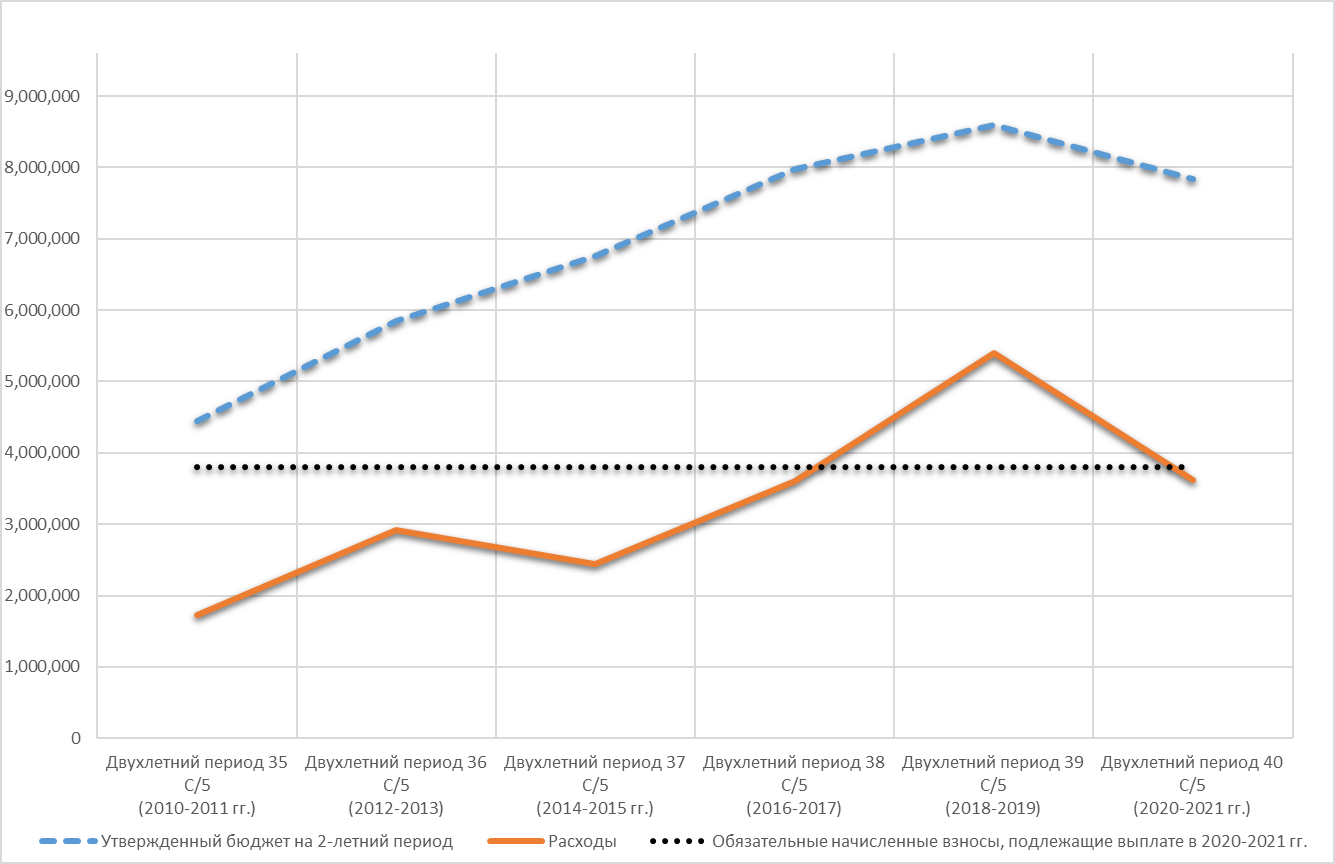 9,000,000
8,000,000
7,000,000
6,000,000
5,000,000
4,000,000
3,000,000
2,000,000
1,000,000
0
Двухлетний период 35
C/5
(2010-2011 гг.)
Двухлетний период 36
C/5
(2012-2013)
Двухлетний период 37
C/5
(2014-2015 гг.)
Двухлетний период 38
C/5
(2016-2017)
Двухлетний период 39
C/5
(2018-2019)
Двухлетний период 40
C/5
(2020-2021 гг.)
Утвержденный бюджет на 2-летний период
Расходы
Обязательные начисленные взносы, подлежащие выплате в 2020-2021 гг.